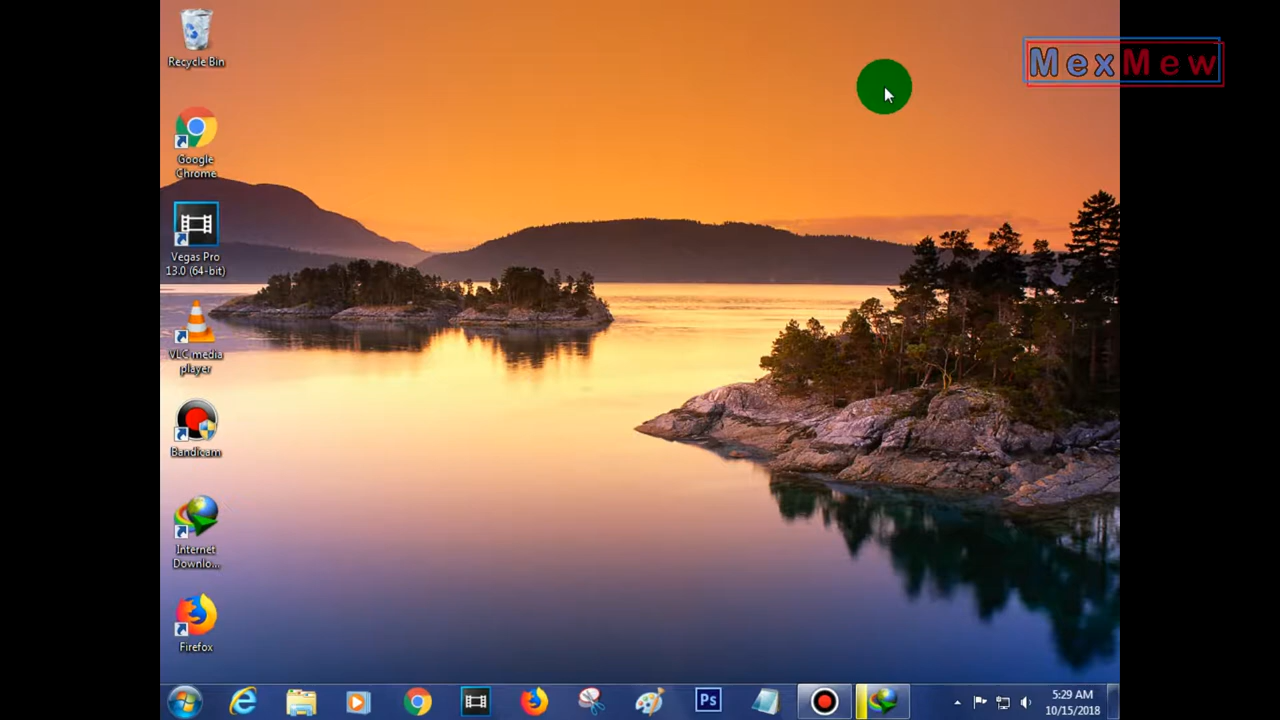 Recycle Bin
MexMew
Google
Chrome
Vegas Pro
13.0 (64-bit)
VLC media
player
Bandicam
Internet
Downlo...
Firefox
Ps
5:29 AM
10/15/2018